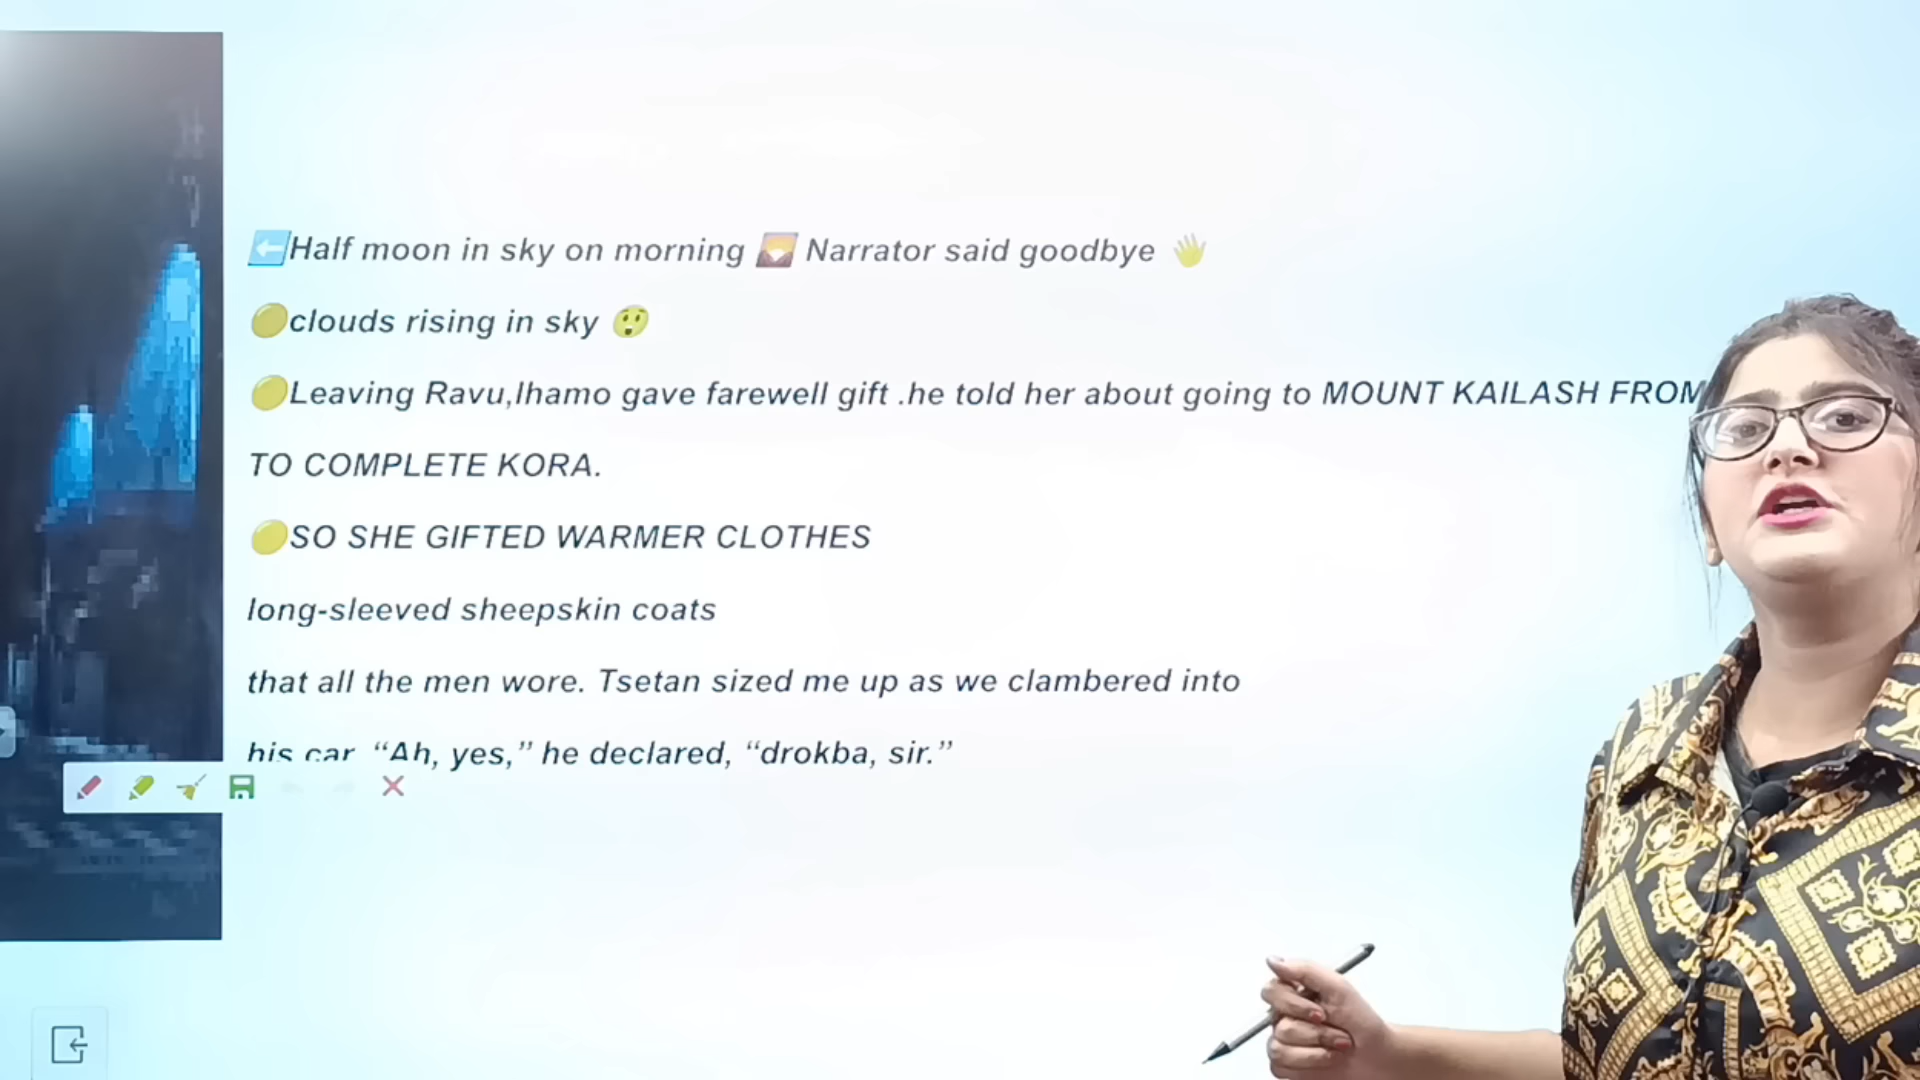 Half moon in sky on morning Narrator said goodbye
clouds rising in sky
Leaving Ravu,lhamo gave farewell gift .he told her about going to MOUNT KAILASH FROM
TO COMPLETE KORA.
SO SHE GIFTED WARMER CLOTHES
long-sleeved sheepskin coats
that all the men wore. Tsetan sized me up as we clambered into
his car “Ah, yes,” he declared, “drokba, sir.”